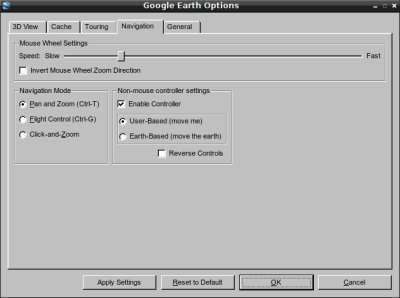 Google Earth Options
3D View Cache Touring Navigation General
Mouse Wheel Settings
Speed: Slow Fast
Invert Mouse Wheel Zoom Direction
Navigation Mode
Pan and Zoom (Ctrl-T)
Flight Control (Ctrl-G)
Click-and-Zoom
Non-mouse controller settings
Enable Controller
User-Based (move me)
Earth-Based (move the earth)
Reverse Controls
Apply Settings Reset to Default OK Cancel